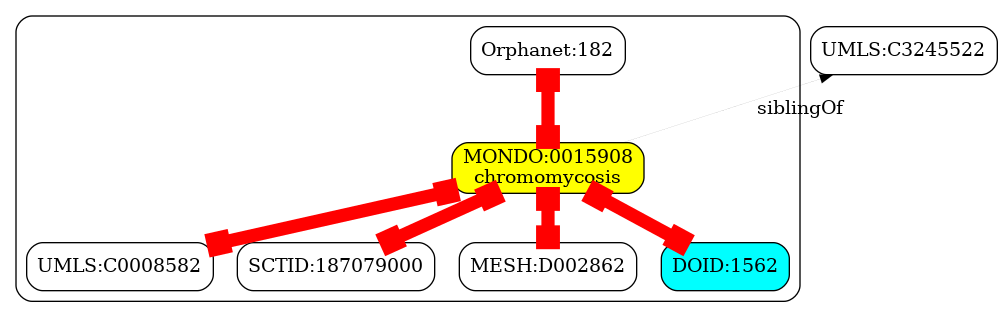 Orphanet:182
UMLS:C3245522
siblingOf
MONDO:0015908
chromomycosis
UMLS:C0008582
SCTID:187079000
MESH:D002862
DOID:1562